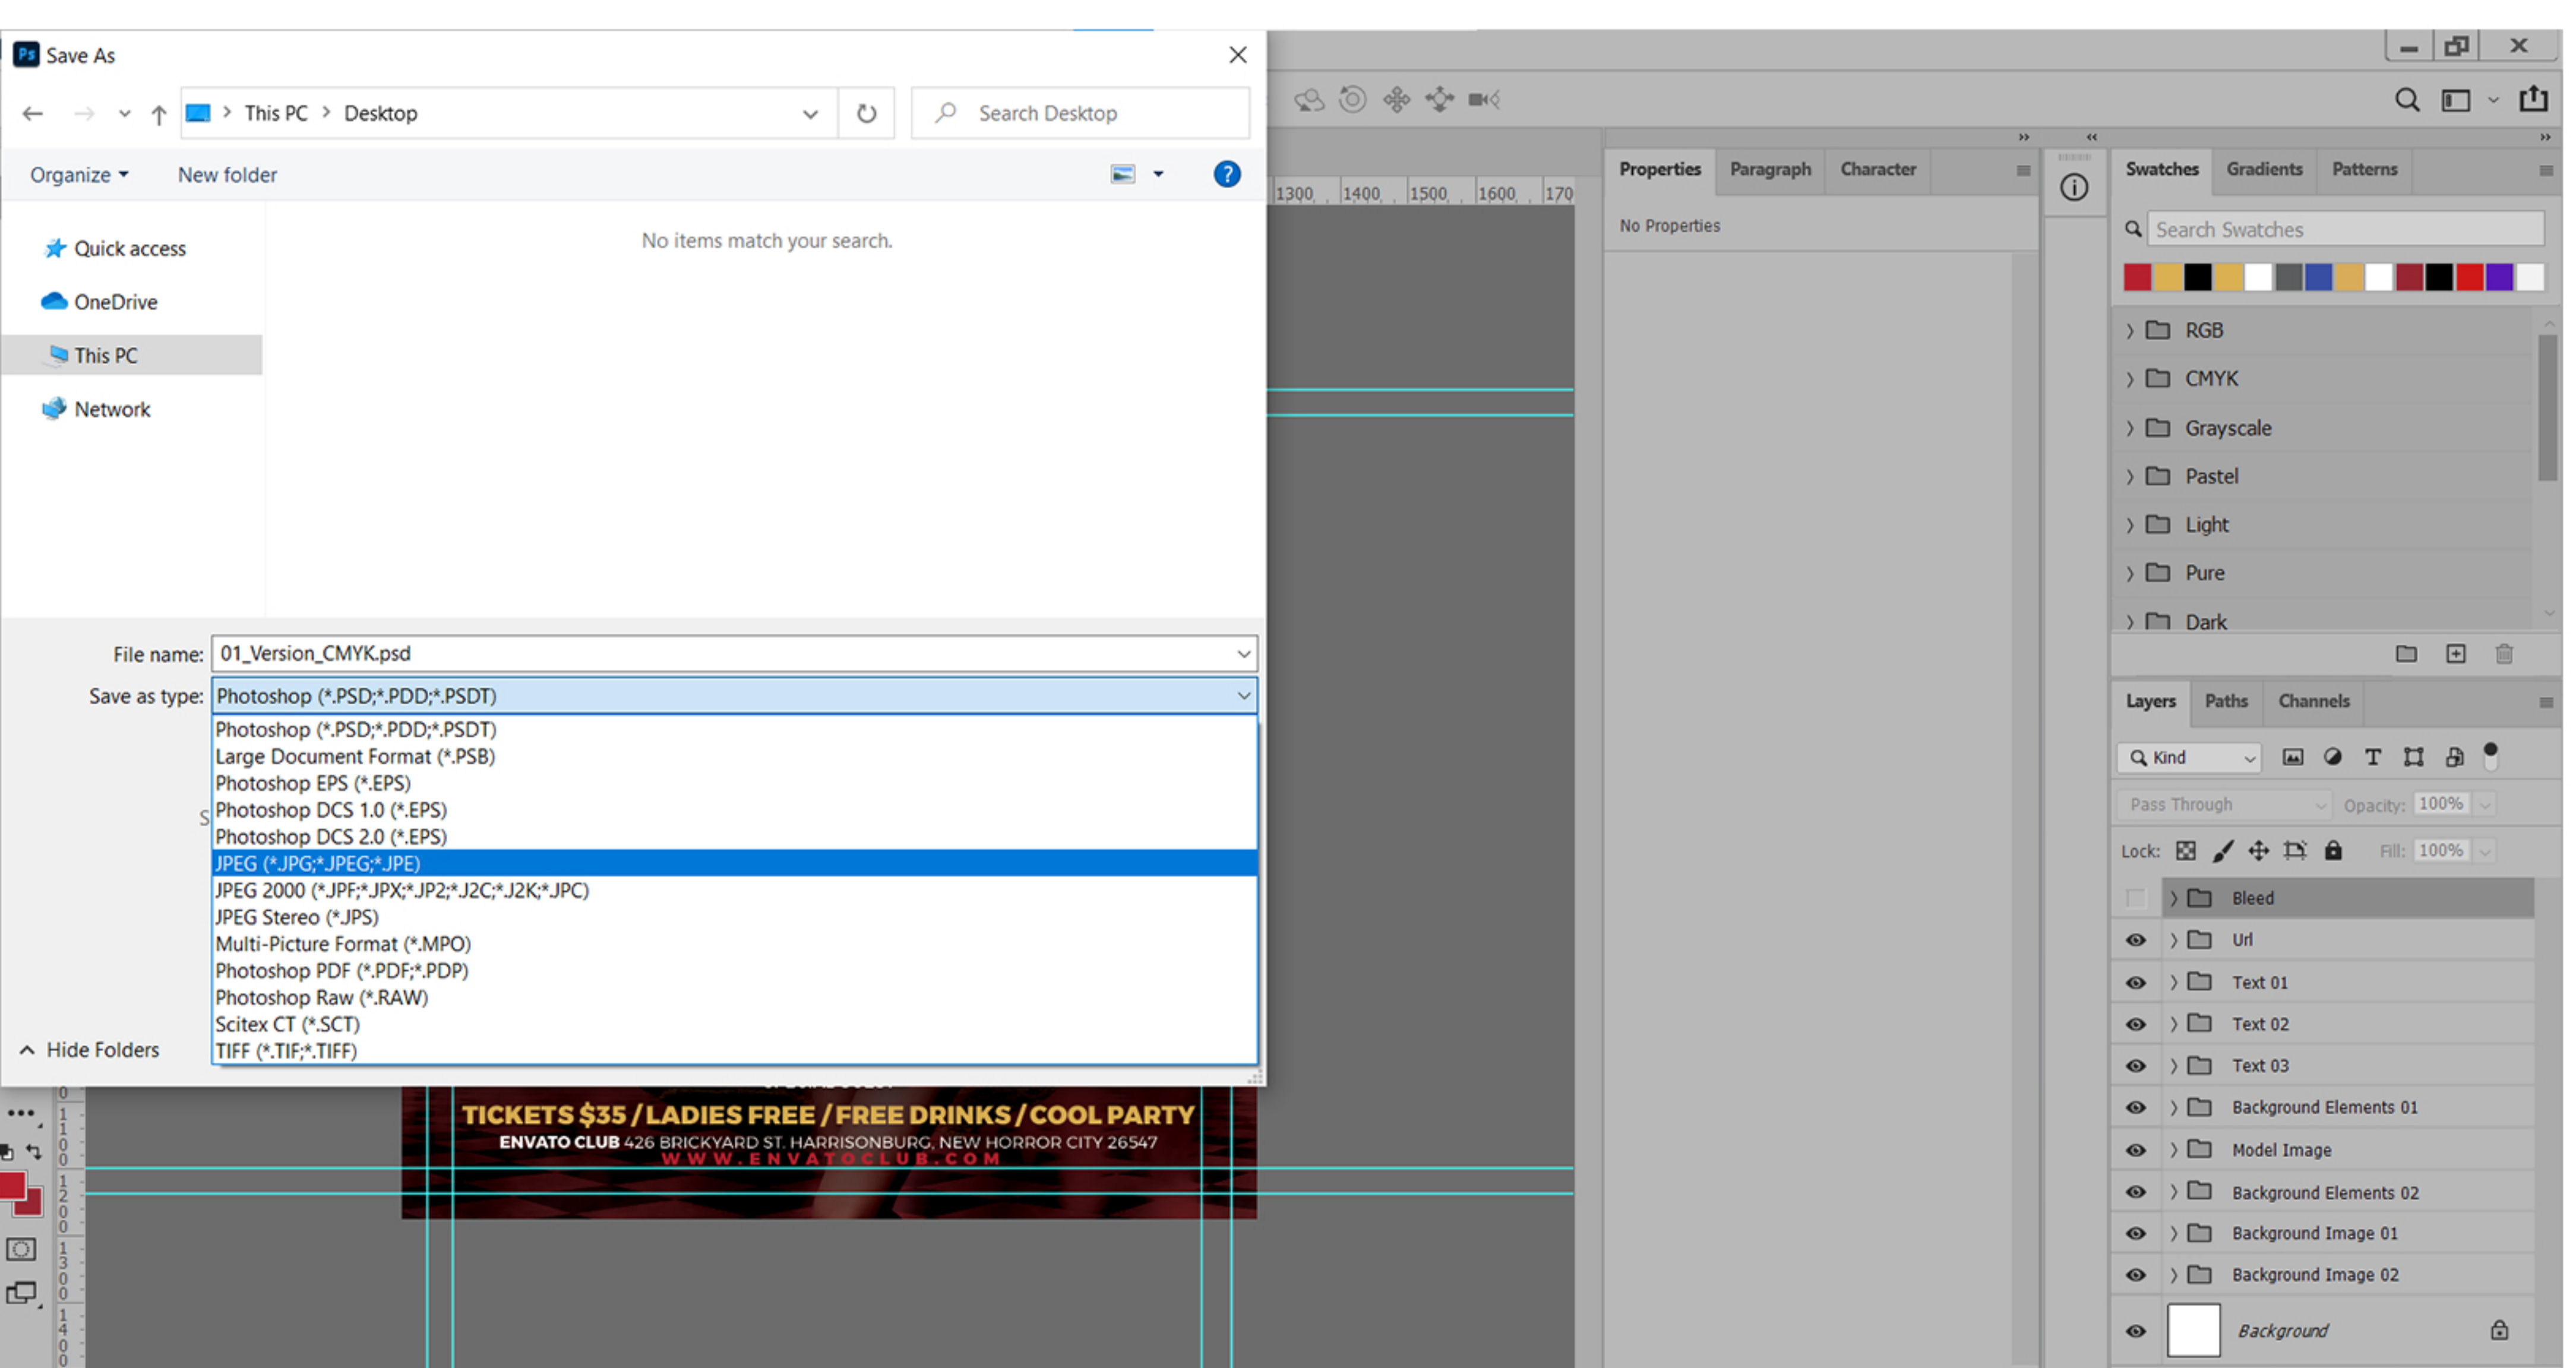 Ps Save As
This PC > Desktop
Search Desktop
Organize
New folder
?
Quick access
OneDrive
This PC
Network
No items match your search.
File name: 01_Version_CMYK.psd
Save as type: Photoshop (*.PSD;*.PDD;*.PSDT)
Photoshop (*.PSD;*.PDD;*.PSDT)
Large Document Format (*.PSB)
Photoshop EPS (*.EPS)
Photoshop DCS 1.0 (*.EPS)
S
Photoshop DCS 2.0 (*.EPS)
JPEG (*.JPG;*.JPEG;*.JPE)
JPEG 2000 (*.JPF;*.JPX;*.JP2;*.J2C;*.J2K;*.JPC)
JPEG Stereo (*.JPS)
Multi-Picture Format (*.MPO)
Photoshop PDF (*.PDF;*.PDP)
Photoshop Raw (*.RAW)
Scitex CT (*.SCT)
TIFF (*.TIF;*.TIFF)
Hide Folders
TICKETS $35 / LADIES FREE / FREE DRINKS / COOL PARTY
ENVATO CLUB 426 BRICKYARD ST. HARRISONBURG, NEW HORROR CITY 26547
WWW.ENVATOCLUB.COM
0
1100
1200
1300
1400
1300 1400 1500 1600 170
Properties Paragraph Character
No Properties
Swatches Gradients Patterns
Search Swatches
RGB
CMYK
Grayscale
Pastel
Light
Pure
Dark
Layers Paths Channels
Kind
Pass Through Opacity: 100%
Lock: Fill: 100%
Bleed
Url
Text 01
Text 02
Text 03
Background Elements 01
Model Image
Background Elements 02
Background Image 01
Background Image 02
Background